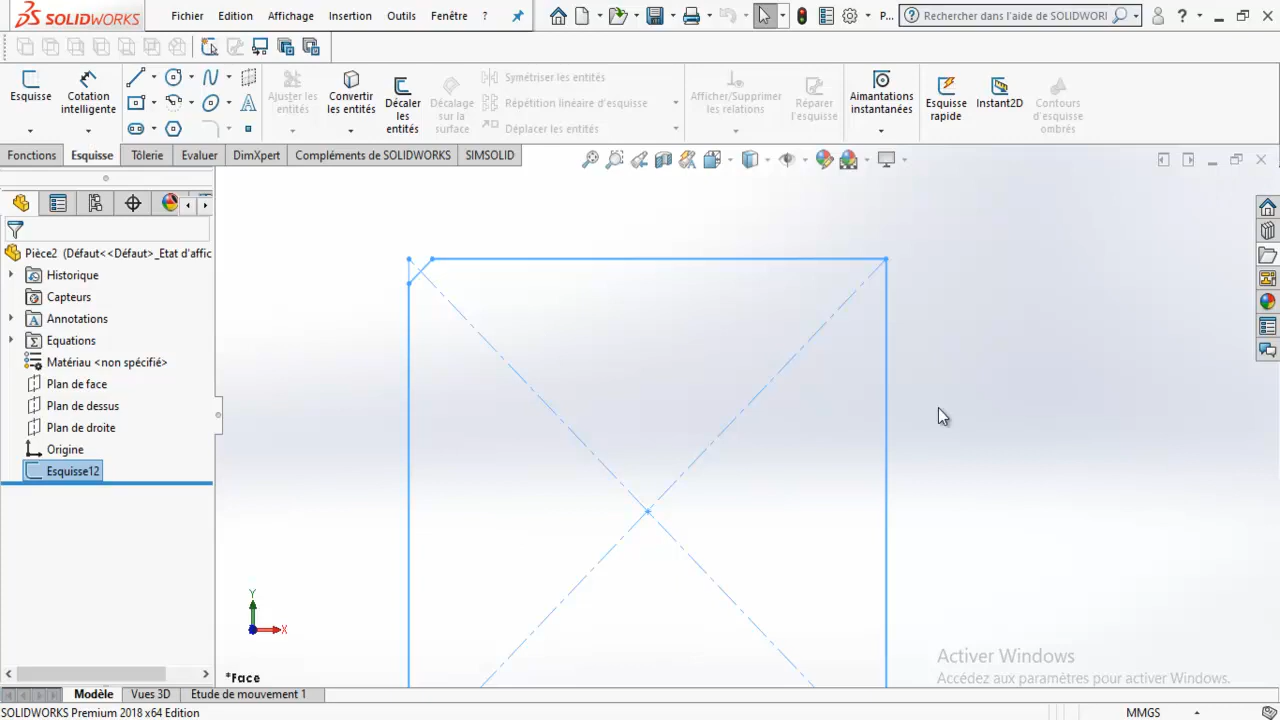 SOLIDWORKS Fichier Edition Affichage Insertion Outils Fenêtre ? P... Rechercher dans l'aide de SOLIDWORI ?
Esquisse
Cotation intelligente
Ajuster les entités
Convertir les entités
Décaler les entités
Décalage sur la surface
Symétriser les entités
Répétition linéaire d'esquisse
Déplacer les entités
Afficher/Supprimer les relations
Réparer l'esquisse
Aimantations instantanées
Esquisse rapide
Instant2D
Contours d'esquisse ombrés
Fonctions Esquisse Tôlerie Evaluer DimXpert Compléments de SOLIDWORKS SIMSOLID
Pièce2 (Défaut<<Défaut>_Etat d'affic
Historique
Capteurs
Annotations
Equations
Matériau <non spécifié>
Plan de face
Plan de dessus
Plan de droite
Origine
Esquisse12
Y
X
*Face
Activer Windows
Accédez aux paramètres pour activer Windows.
Modèle Vues 3D Etude de mouvement 1
SOLIDWORKS Premium 2018 x64 Edition MMGS